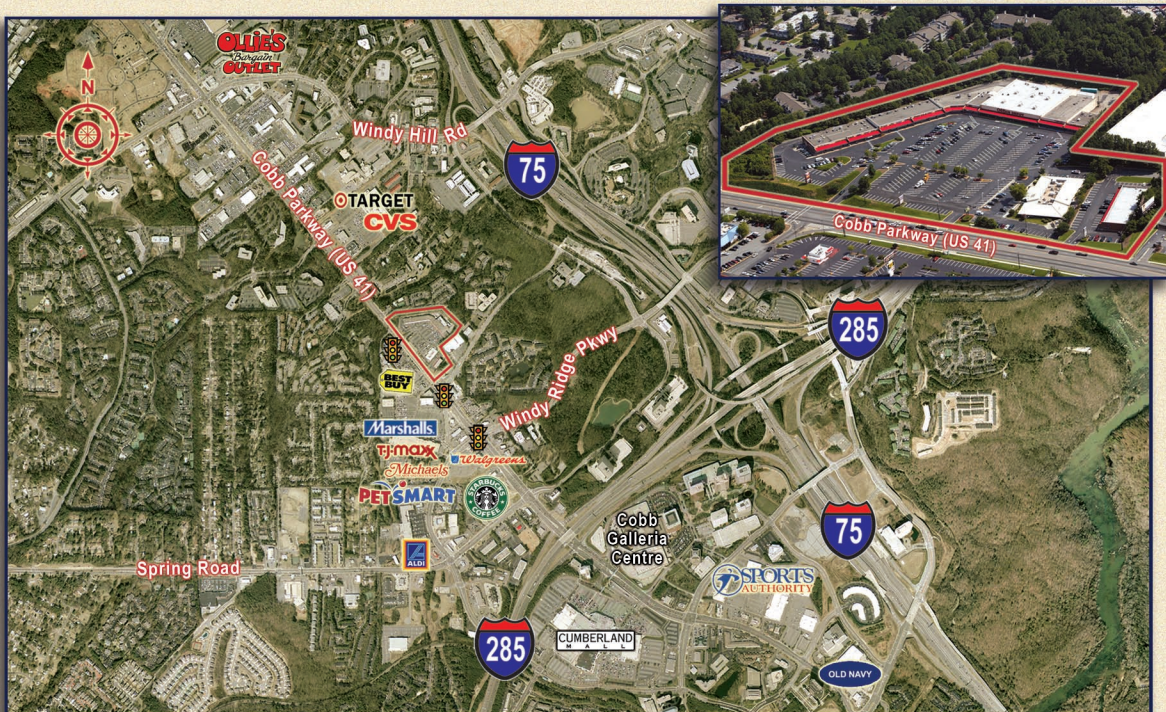 OLLIE'S
Bargain
OUTLET
N
Windy Hill Rd
75
Cobb Parkway (US 41)
TARGET
CVS
Cobb Parkway (US 41)
285
Windy Ridge Pkwy
BEST
BUY
Marshalls.
T.J.maxx
Michaels
Walgreens
PETSMART
STARBUCKS
COFFEE
75
Cobb
Galleria
Centre
ALDI
Spring Road
SPORTS
AUTHORITY
285
CUMBERLAND
MALL
OLD NAVY